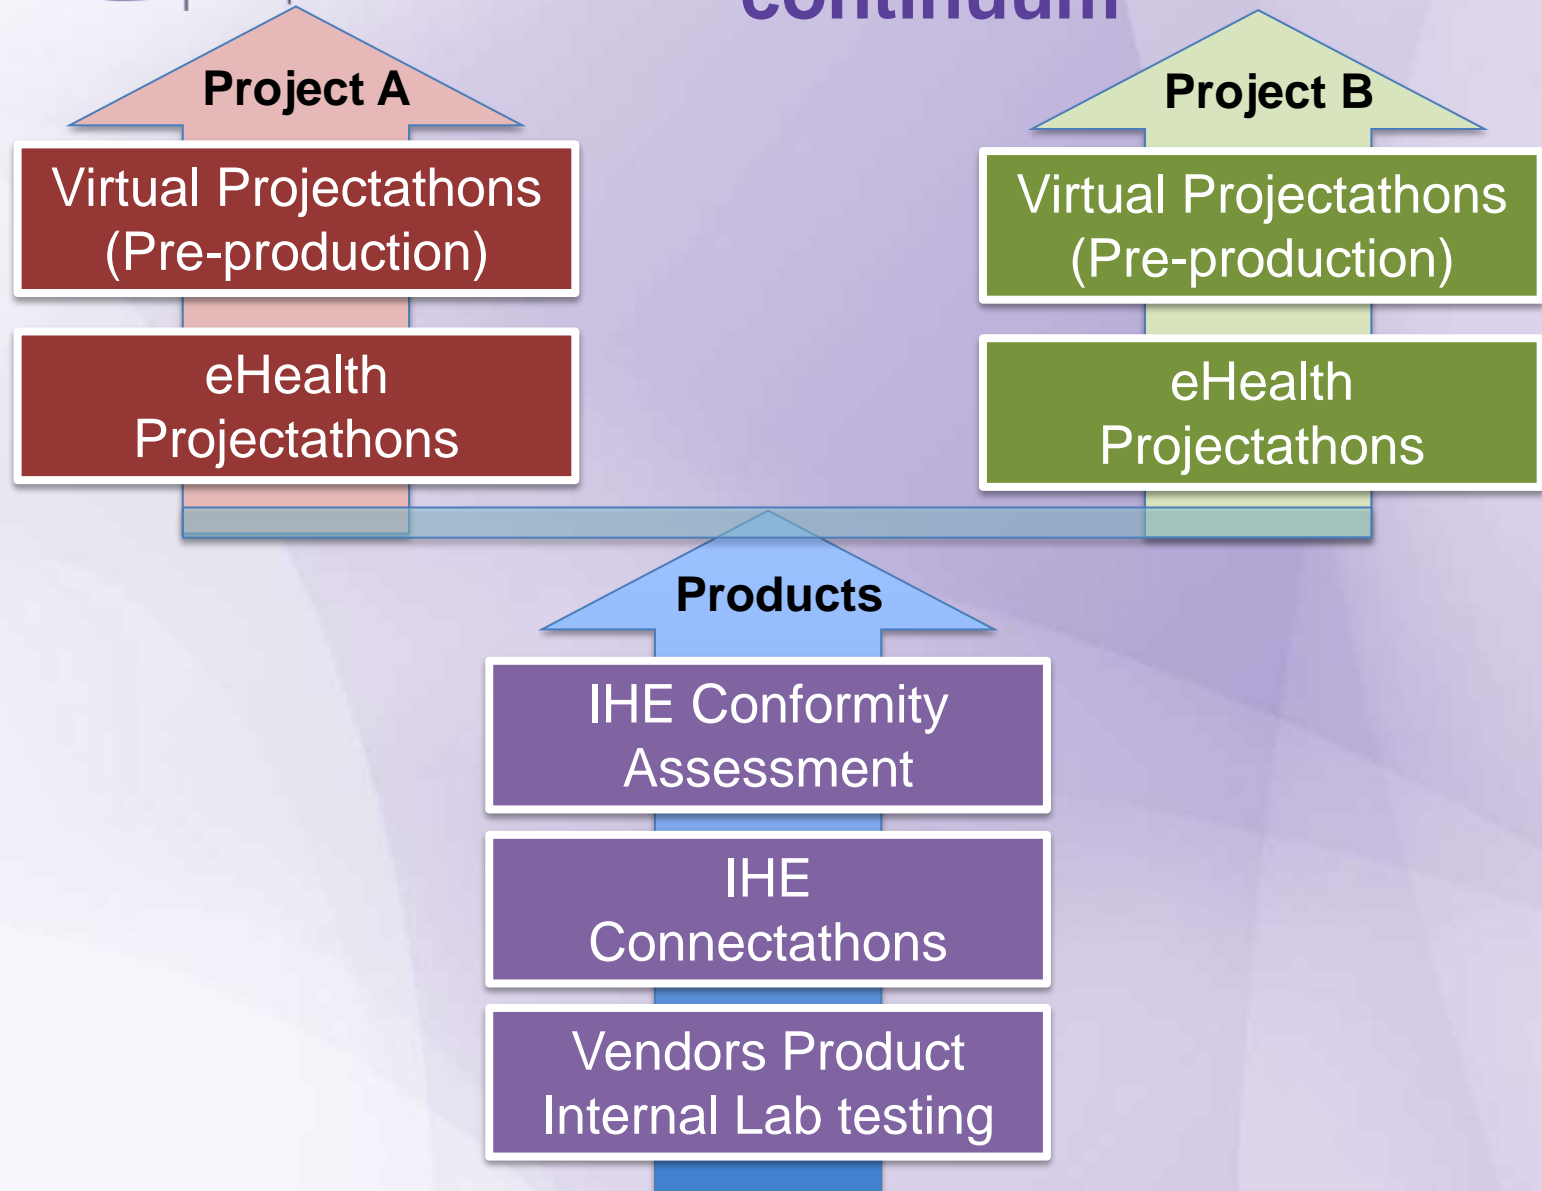 continuum
Project A
Virtual Projectathons
(Pre-production)
eHealth
Projectathons
Project B
Virtual Projectathons
(Pre-production)
eHealth
Projectathons
Products
IHE Conformity
Assessment
IHE
Connectathons
Vendors Product
Internal Lab testing